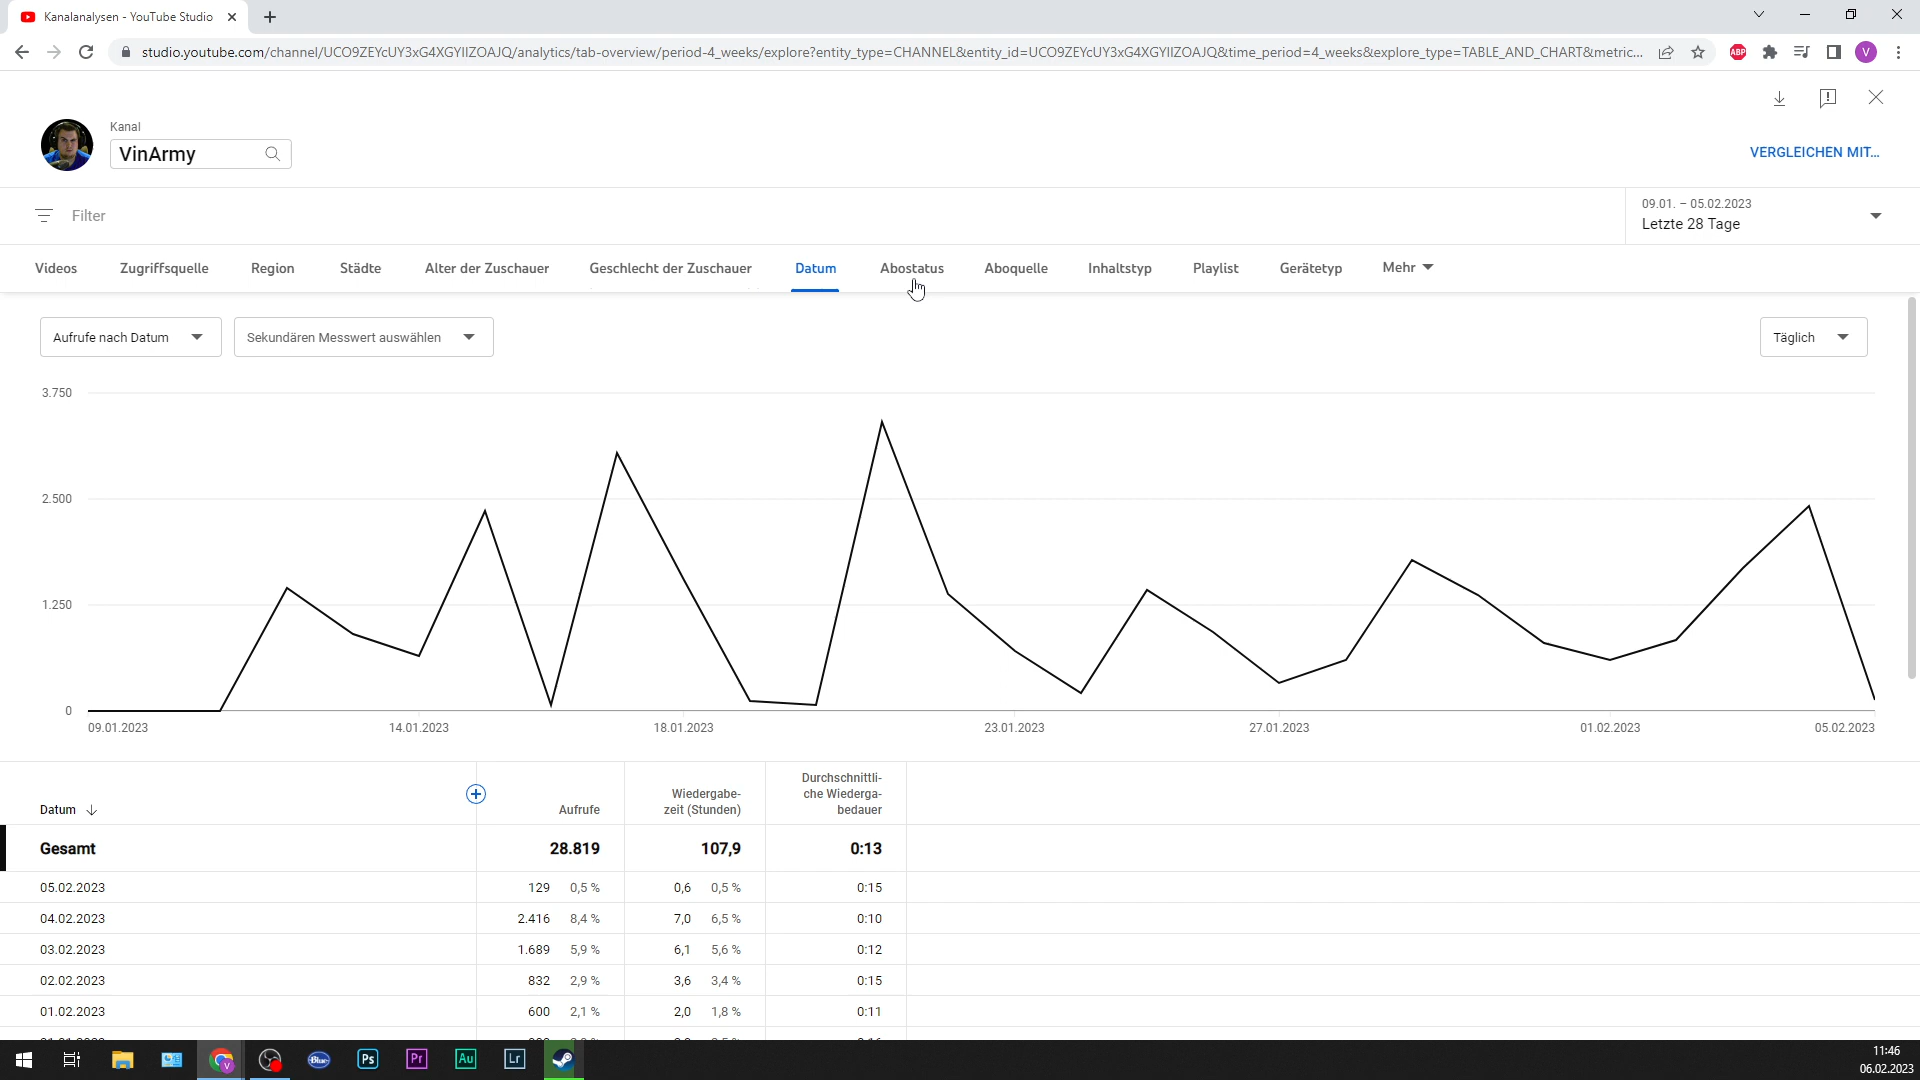 Kanalanalysen - YouTube Studio
studio.youtube.com/channel/UCO9ZEYcUY3xG4XGYIIZOAJQ/analytics/tab-overview/period-4_weeks/explore?entity_type=CHANNEL&entity_id=UCO9ZEYcUY3xG4XGYIIZOAJQ&time_period=4_weeks&explore_type=TABLE_AND_CHART&metric...
ABP
V
Kanal
VinArmy
VERGLEICHEN MIT…
Filter
09.01. – 05.02.2023
Letzte 28 Tage
Videos Zugriffsquelle Region Städte Alter der Zuschauer Geschlecht der Zuschauer Datum Abostatus Aboquelle Inhaltstyp Playlist Gerätetyp Mehr
Aufrufe nach Datum Sekundären Messwert auswählen Täglich
3.750
2.500
1.250
0
09.01.2023 14.01.2023 18.01.2023 23.01.2023 27.01.2023 01.02.2023 05.02.2023
Durchschnittli-
Wiedergabe- che Wiederga-
Datum Aufrufe zeit (Stunden) bedauer
Gesamt 28.819 107,9 0:13
05.02.2023 129 0,5 % 0,6 0,5 % 0:15
04.02.2023 2.416 8,4 % 7,0 6,5 % 0:10
03.02.2023 1.689 5,9 % 6,1 5,6 % 0:12
02.02.2023 832 2,9 % 3,6 3,4 % 0:15
01.02.2023 600 2,1 % 2,0 1,8 % 0:11
V Blue Ps Pr Au Lr
11:46
06.02.2023